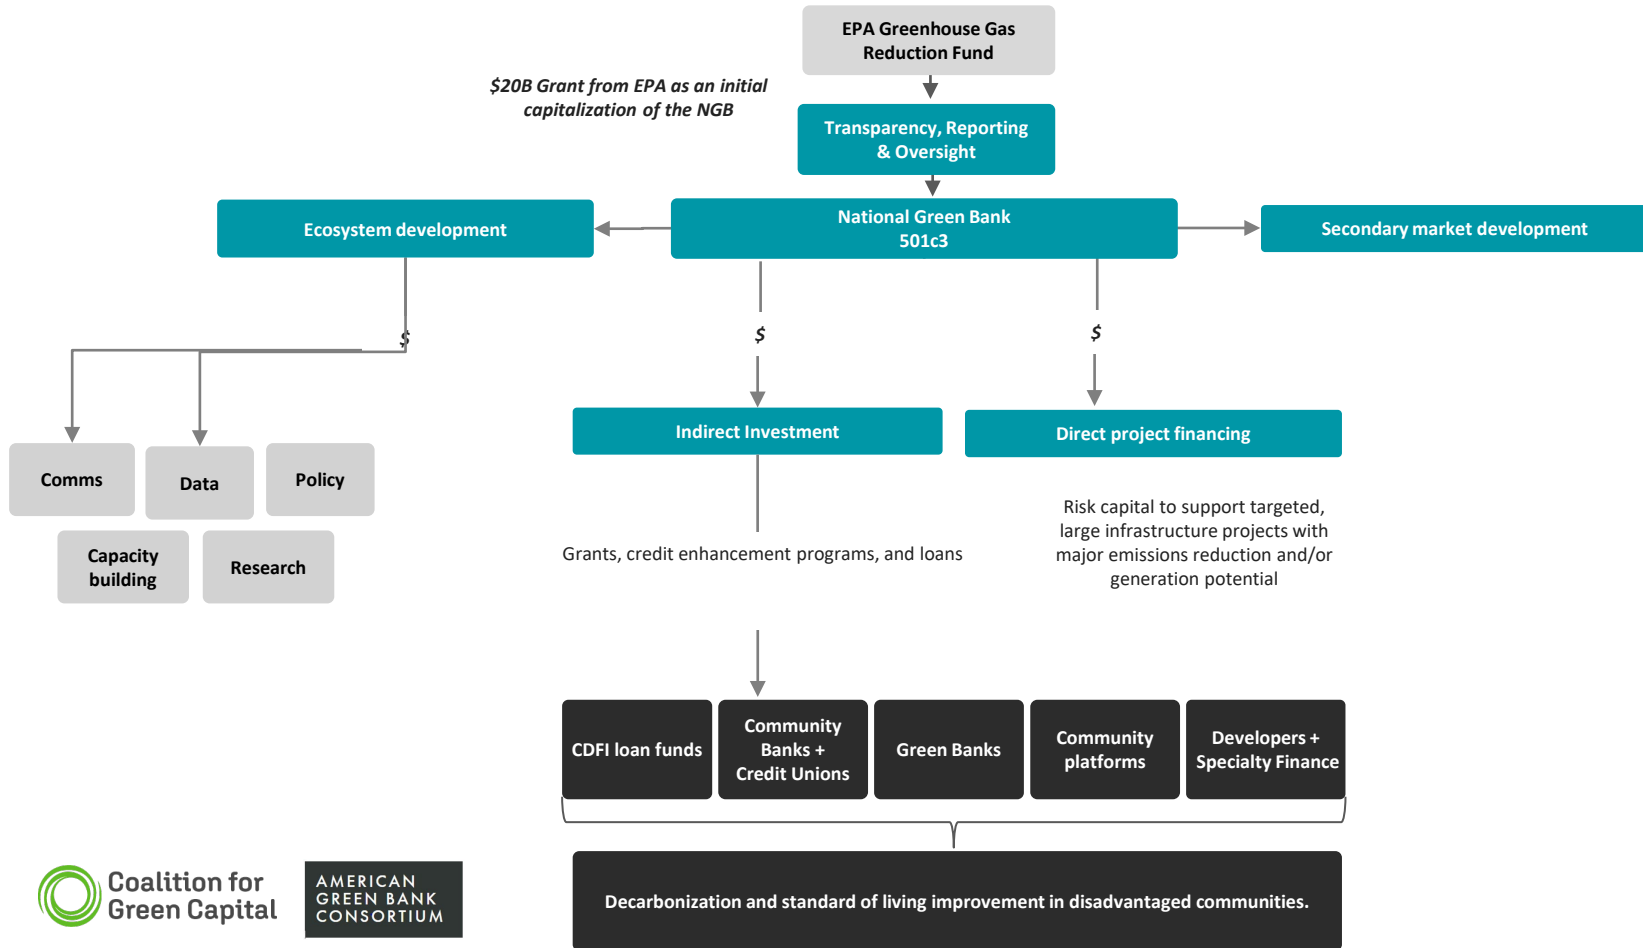 EPA Greenhouse Gas
Reduction Fund
$20B Grant from EPA as an initial
capitalization of the NGB
Transparency, Reporting
& Oversight
Ecosystem development
National Green Bank
501c3
Secondary market development
$
$
$
Indirect Investment
Direct project financing
Comms
Data
Policy
Capacity
building
Research
Grants, credit enhancement programs, and loans
Risk capital to support targeted,
large infrastructure projects with
major emissions reduction and/or
generation potential
CDFI loan funds
Community
Banks +
Credit Unions
Green Banks
Community
platforms
Developers +
Specialty Finance
Decarbonization and standard of living improvement in disadvantaged communities.
Coalition for
Green Capital
AMERICAN
GREEN BANK
CONSORTIUM